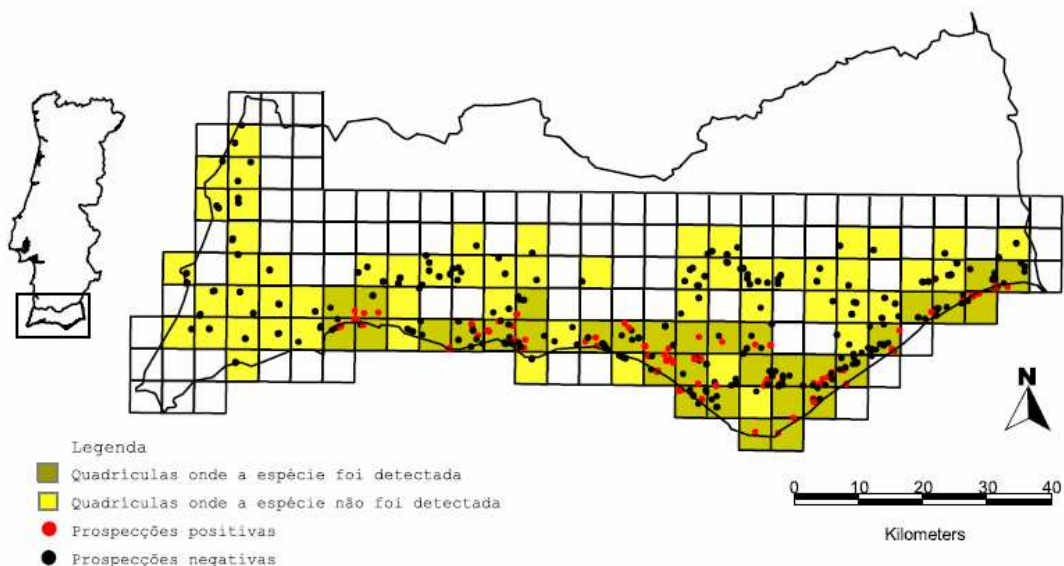 N
Legenda
Quadrículas onde a espécie foi detectada
Quadrículas onde a espécie não foi detectada
Prospecções positivas
Prospecções negativas
0 10 20 30 40
Kilometers